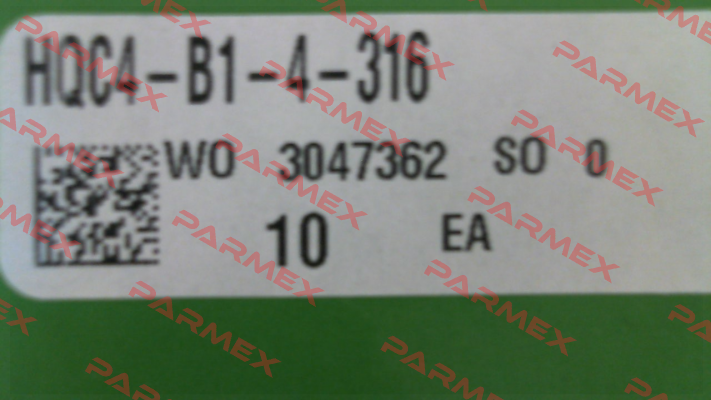 HQC4-B1-4-316
WO 3047362 SO 0
10 EA
PARMEX